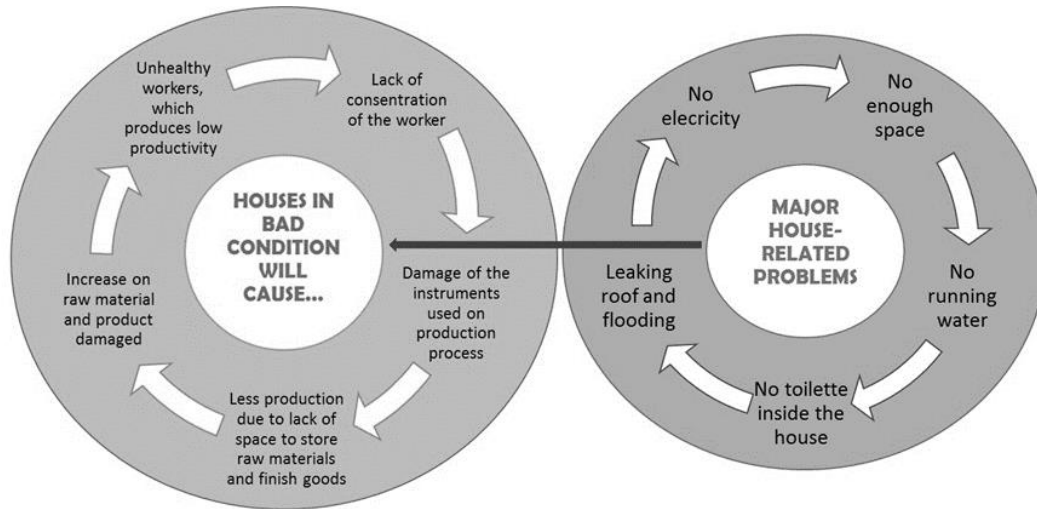 Unhealthy
workers,
which
produces low
productivity
Lack of
consentration
of the worker
Damage of the
instruments
used on
production
process
Less production
due to lack of
space to store
raw materials
and finish goods
Increase on
raw material
and product
damaged
HOUSES IN
BAD
CONDITION
WILL
CAUSE...
No
elecricity
No
enough
space
No
running
water
No toilette
inside the
house
Leaking
roof and
flooding
MAJOR
HOUSE-
RELATED
PROBLEMS